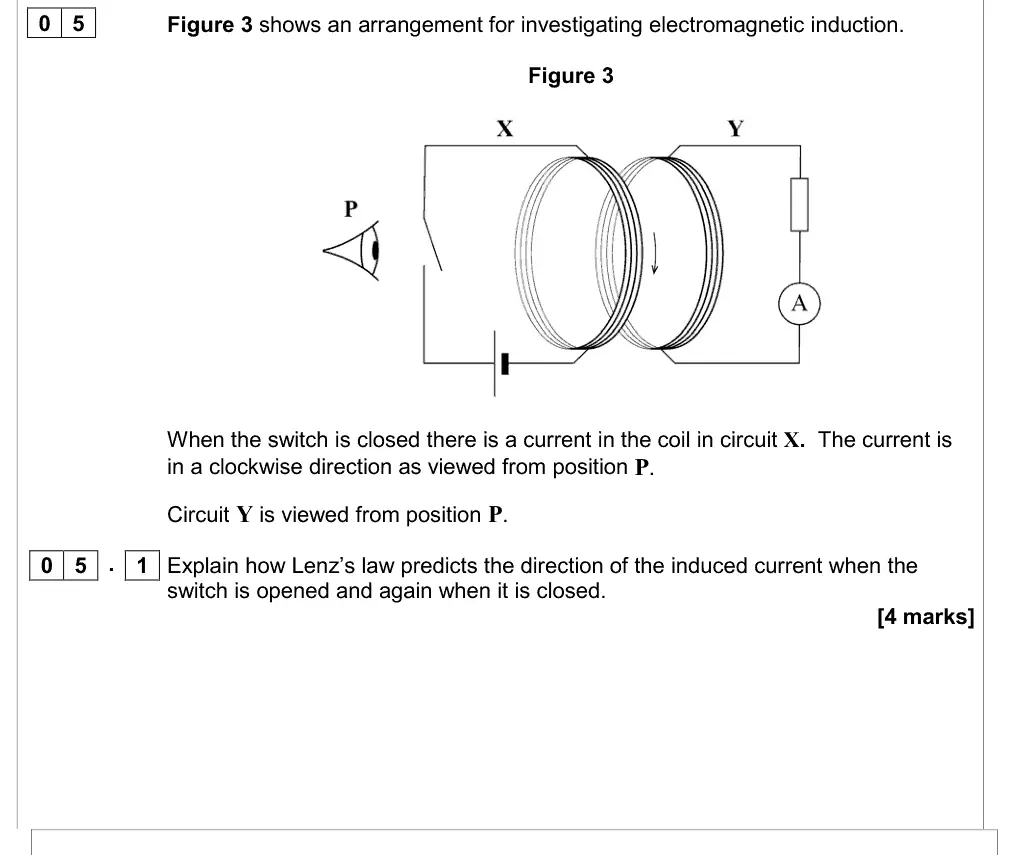 0 5 Figure 3 shows an arrangement for investigating electromagnetic induction.
Figure 3
X Y
P
A
When the switch is closed there is a current in the coil in circuit X. The current is
in a clockwise direction as viewed from position P.
Circuit Y is viewed from position P.
0 5 . 1 Explain how Lenz’s law predicts the direction of the induced current when the
switch is opened and again when it is closed.
[4 marks]